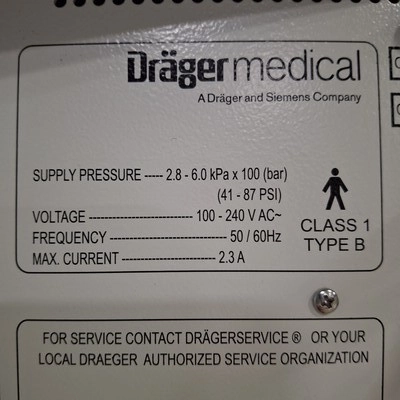 Drägermedical
A Dräger and Siemens Company
SUPPLY PRESSURE ----- 2.8 - 6.0 kPa x 100 (bar)
(41 - 87 PSI)
VOLTAGE --------------------------- 100 - 240 V AC~
FREQUENCY ------------------------------ 50 / 60Hz
MAX. CURRENT ------------------------ 2.3 A
CLASS 1
TYPE B
FOR SERVICE CONTACT DRÄGERSERVICE ® OR YOUR
LOCAL DRAEGER AUTHORIZED SERVICE ORGANIZATION